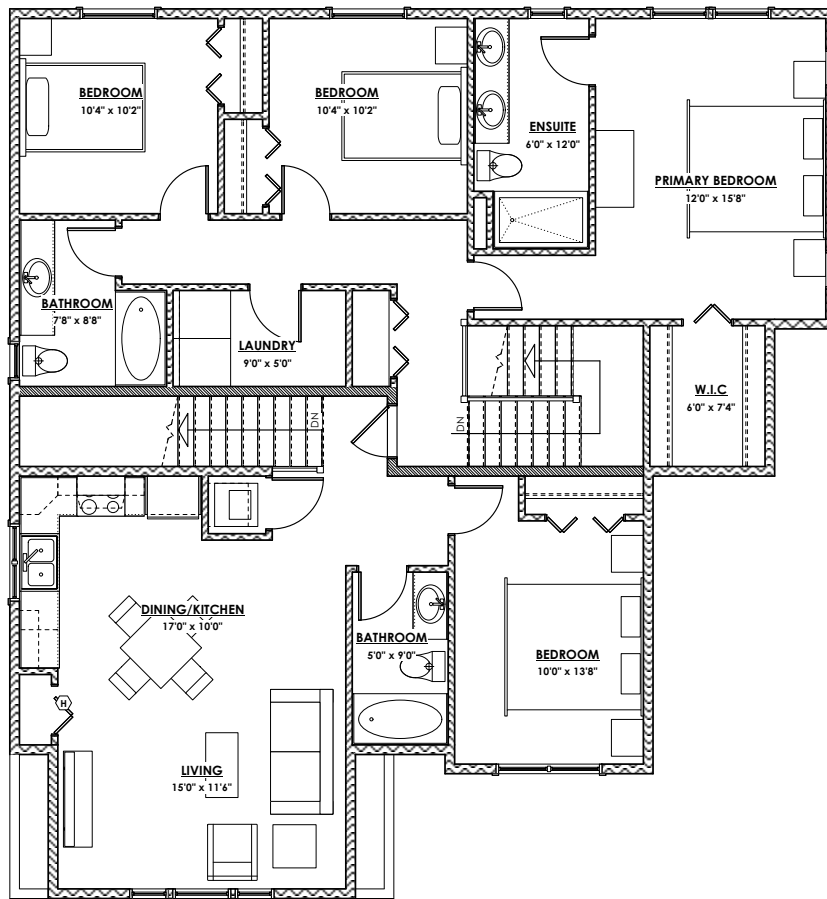 BEDROOM
10'4" x 10'2"
BEDROOM
10'4" x 10'2"
ENSUITE
6'0" x 12'0"
PRIMARY BEDROOM
12'0" x 15'8"
BATHROOM
7'8" x 8'8"
LAUNDRY
9'0" x 5'0"
W.I.C
6'0" x 7'4"
DN
DN
DINING/KITCHEN
17'0" x 10'0"
BATHROOM
5'0" x 9'0"
BEDROOM
10'0" x 13'8"
H
LIVING
15'0" x 11'6"